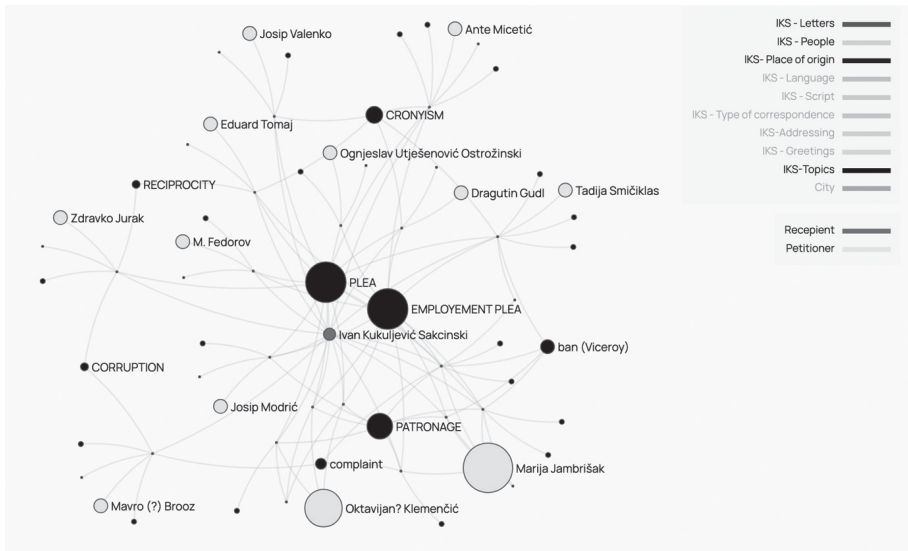 Josip Valenko
Ante Micetić
CRONYISM
Eduard Tomaj
Ognjeslav Utješenović Ostrožinski
RECIPROCITY
Dragutin Gudl
Tadija Smičiklas
Zdravko Jurak
M. Fedorov
PLEA
EMPLOYEMENT PLEA
Ivan Kukuljević Sakcinski
ban (Viceroy)
CORRUPTION
Josip Modrić
PATRONAGE
complaint
Marija Jambrišak
Mavro (?) Brooz
Oktavijan? Klemenčić
IKS - Letters
IKS - People
IKS- Place of origin
IKS - Language
IKS - Script
IKS - Type of correspondence
IKS-Addressing
IKS - Greetings
IKS-Topics
City
Recepient
Petitioner